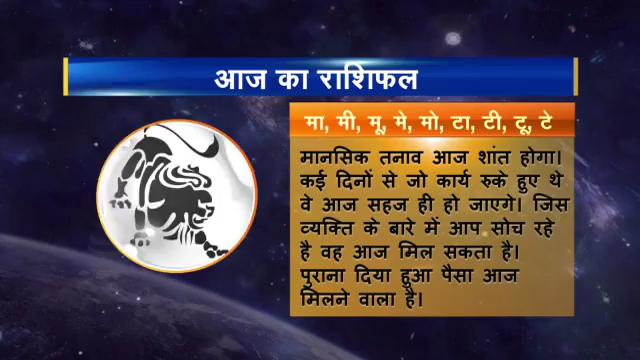 आज का राशिफल
मा, मी, मू, मे, मो, टा, टी, टू, टे
मानसिक तनाव आज शांत होगा।
कई दिनों से जो कार्य रुके हुए थे
वे आज सहज ही हो जाएगे। जिस
व्यक्ति के बारे में आप सोच रहे
है वह आज मिल सकता है।
पुराना दिया हुआ पैसा आज
मिलने वाला है।